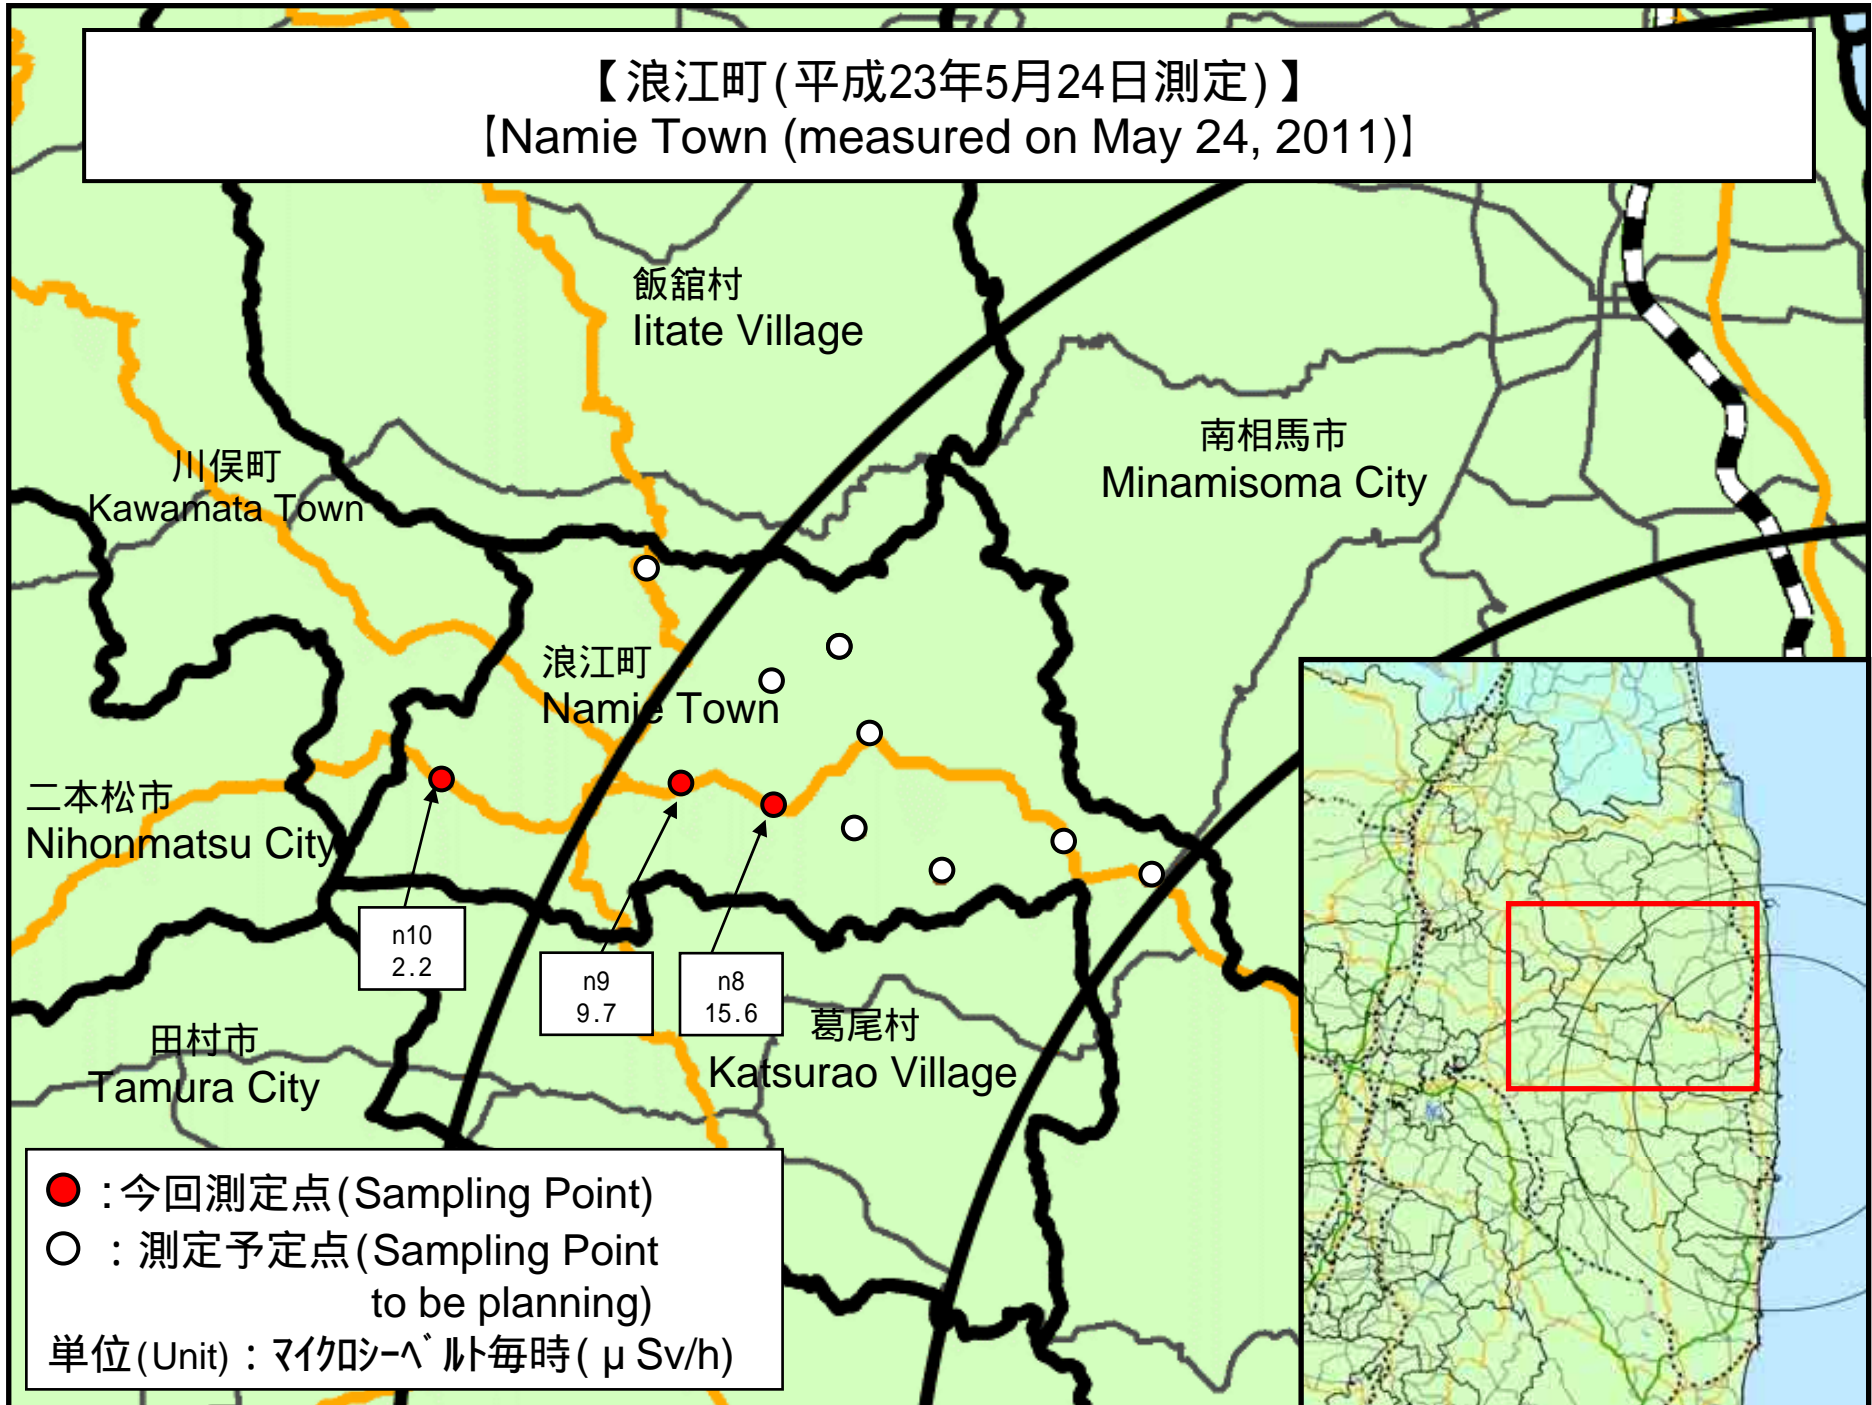 【浪江町(平成23年5月24日測定)】
【Namie Town (measured on May 24, 2011)】
飯舘村
Iitate Village
南相馬市
Minamisoma City
川俣町
Kawamata Town
浪江町
Namie Town
二本松市
Nihonmatsu City
n10
2.2
n9
9.7
n8
15.6
葛尾村
Katsurao Village
田村市
Tamura City
:今回測定点(Sampling Point)
:測定予定点(Sampling Point
to be planning)
単位(Unit):マイクロシーベルト毎時(μSv/h)